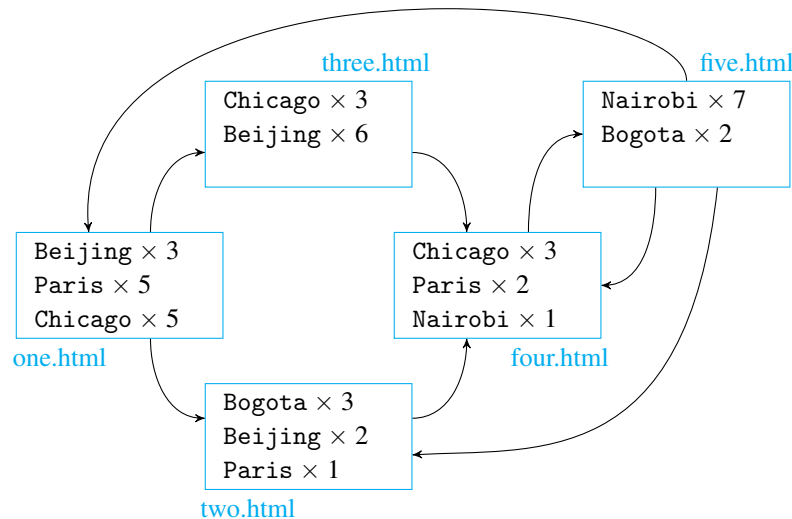 three.html
five.html
Chicago × 3
Beijing × 6
Nairobi × 7
Bogota × 2
Beijing × 3
Paris × 5
Chicago × 5
one.html
Chicago × 3
Paris × 2
Nairobi × 1
four.html
Bogota × 3
Beijing × 2
Paris × 1
two.html